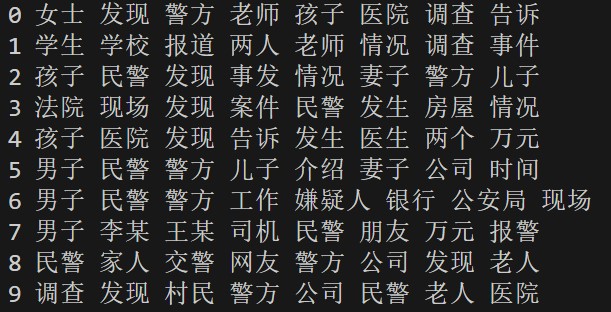 0 女士 发现 警方 老师 孩子 医院 调查 告诉
1 学生 学校 报道 两人 老师 情况 调查 事件
2 孩子 民警 发现 事发 情况 妻子 警方 儿子
3 法院 现场 发现 案件 民警 发生 房屋 情况
4 孩子 医院 发现 告诉 发生 医生 两个 万元
5 男子 民警 警方 儿子 介绍 妻子 公司 时间
6 男子 民警 警方 工作 嫌疑人 银行 公安局 现场
7 男子 李某 王某 司机 民警 朋友 万元 报警
8 民警 家人 交警 网友 警方 公司 发现 老人
9 调查 发现 村民 警方 公司 民警 老人 医院